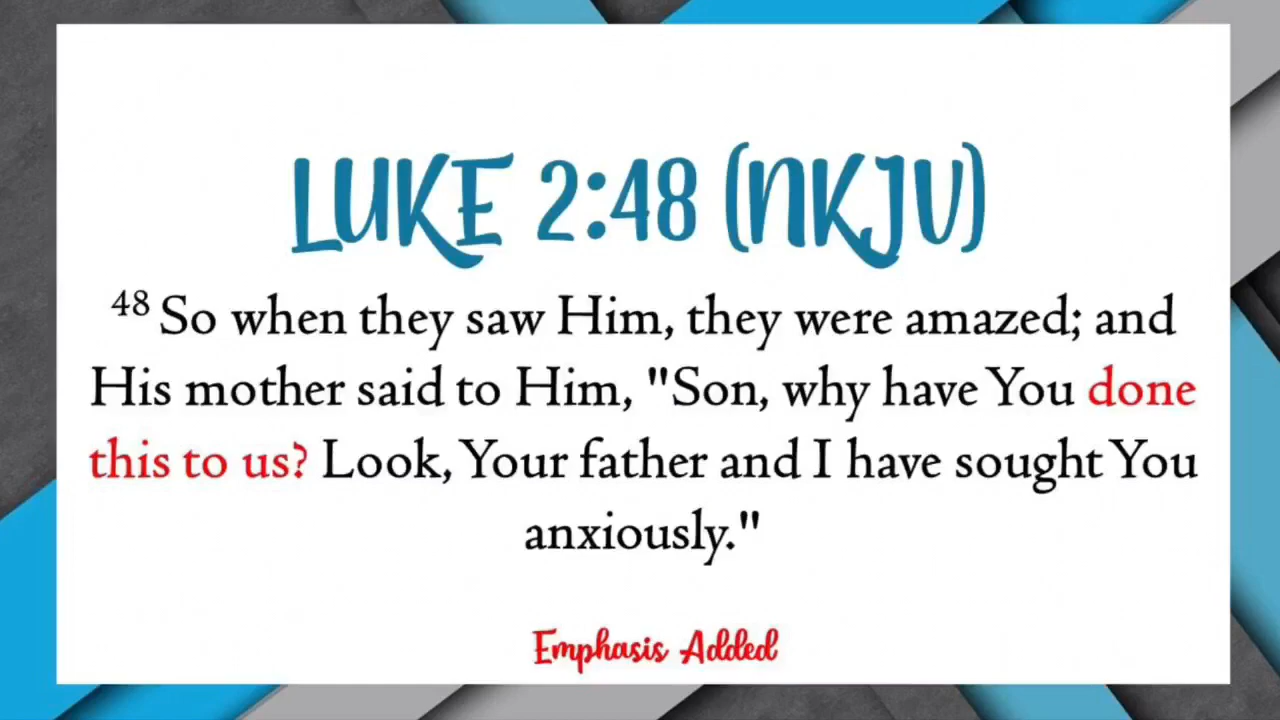 LUKE 2:48 (NKJV)
48 So when they saw Him, they were amazed; and
His mother said to Him, "Son, why have You done
this to us? Look, Your father and I have sought You
anxiously."
Emphasis Added